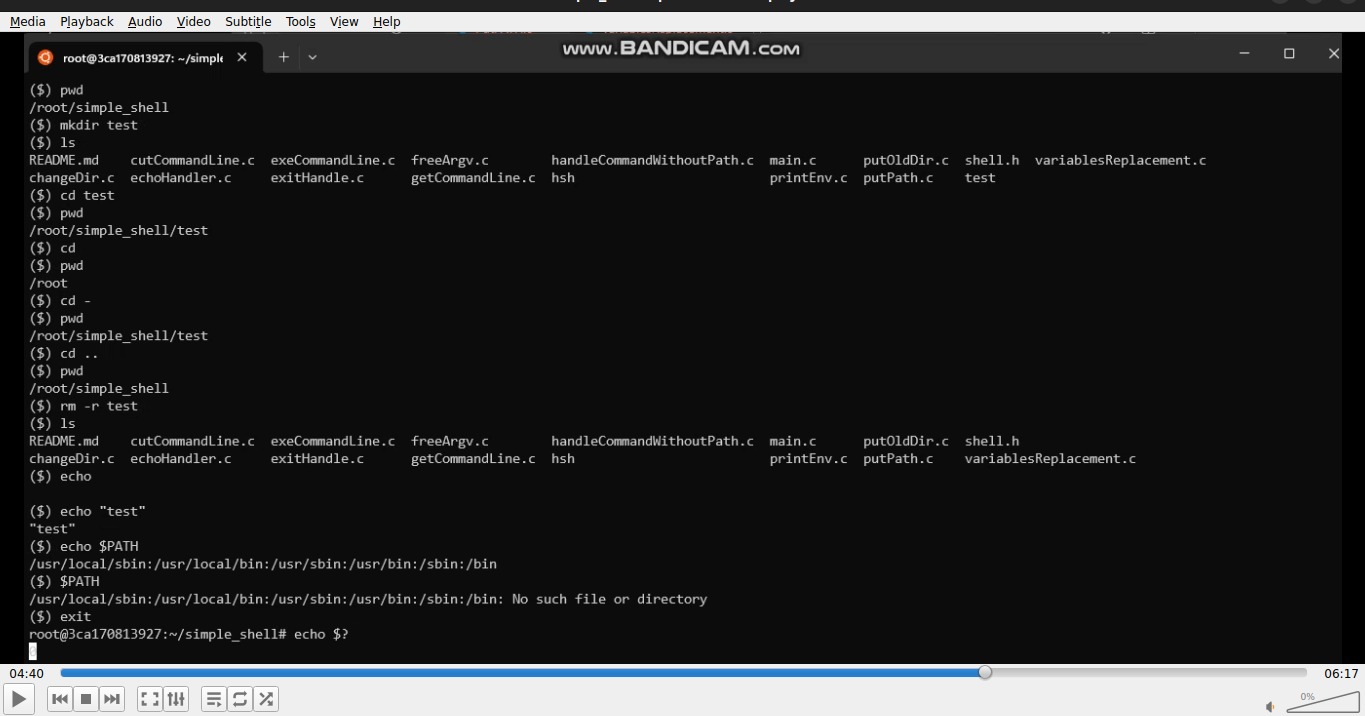 Media Playback Audio Video Subtitle Tools View Help
www.BANDICAM.com
root@3ca170813927: ~/simple
($) pwd
/root/simple_shell
($) mkdir test
($) ls
README.md cutCommandLine.c exeCommandLine.c freeArgv.c handleCommandWithoutPath.c main.c putOldDir.c shell.h variablesReplacement.c
changeDir.c echoHandler.c exitHandle.c getCommandLine.c hsh printEnv.c putPath.c test
($) cd test
($) pwd
/root/simple_shell/test
($) cd
($) pwd
/root
($) cd -
($) pwd
/root/simple_shell/test
($) cd ..
($) pwd
/root/simple_shell
($) rm -r test
($) ls
README.md cutCommandLine.c exeCommandLine.c freeArgv.c handleCommandWithoutPath.c main.c putOldDir.c shell.h
changeDir.c echoHandler.c exitHandle.c getCommandLine.c hsh printEnv.c putPath.c variablesReplacement.c
($) echo
($) echo "test"
"test"
($) echo $PATH
/usr/local/sbin:/usr/local/bin:/usr/sbin:/usr/bin:/sbin:/bin
($) $PATH
/usr/local/sbin:/usr/local/bin:/usr/sbin:/usr/bin:/sbin:/bin: No such file or directory
($) exit
root@3ca170813927:~/simple_shell# echo $?
04:40 06:17
0%